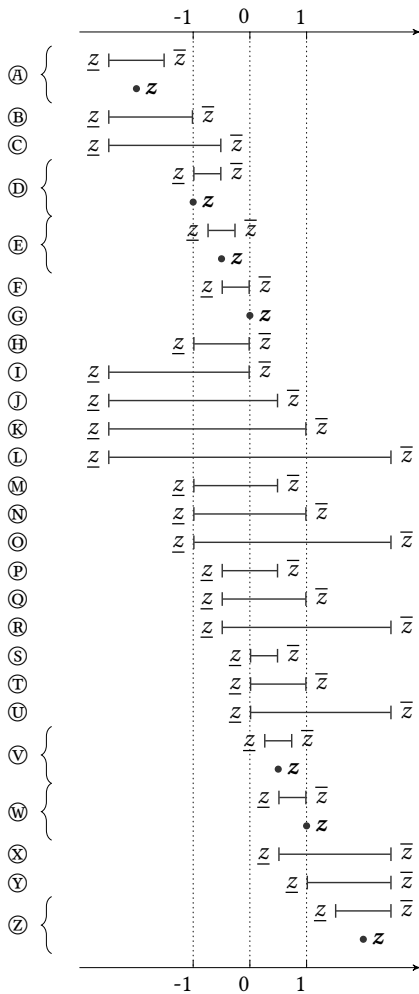 -1 0 1
Ⓐ z̲ z̅
z
Ⓑ z̲ z̅
Ⓒ z̲ z̅
Ⓓ z̲ z̅
z
Ⓔ z̲ z̅
z
Ⓕ z̲ z̅
Ⓖ z
Ⓗ z̲ z̅
Ⓘ z̲ z̅
Ⓙ z̲ z̅
Ⓚ z̲ z̅
Ⓛ z̲ z̅
Ⓜ z̲ z̅
Ⓝ z̲ z̅
Ⓞ z̲ z̅
Ⓟ z̲ z̅
Ⓠ z̲ z̅
Ⓡ z̲ z̅
Ⓢ z̲ z̅
Ⓣ z̲ z̅
Ⓤ z̲ z̅
Ⓥ z̲ z̅
z
Ⓦ z̲ z̅
z
Ⓧ z̲ z̅
Ⓨ z̲ z̅
Ⓩ z̲ z̅
z
-1 0 1